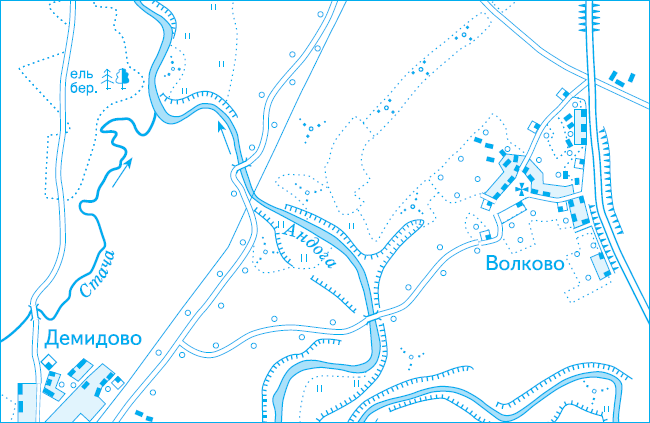 ель
бер.
Андога
Стача
Волково
Демидово